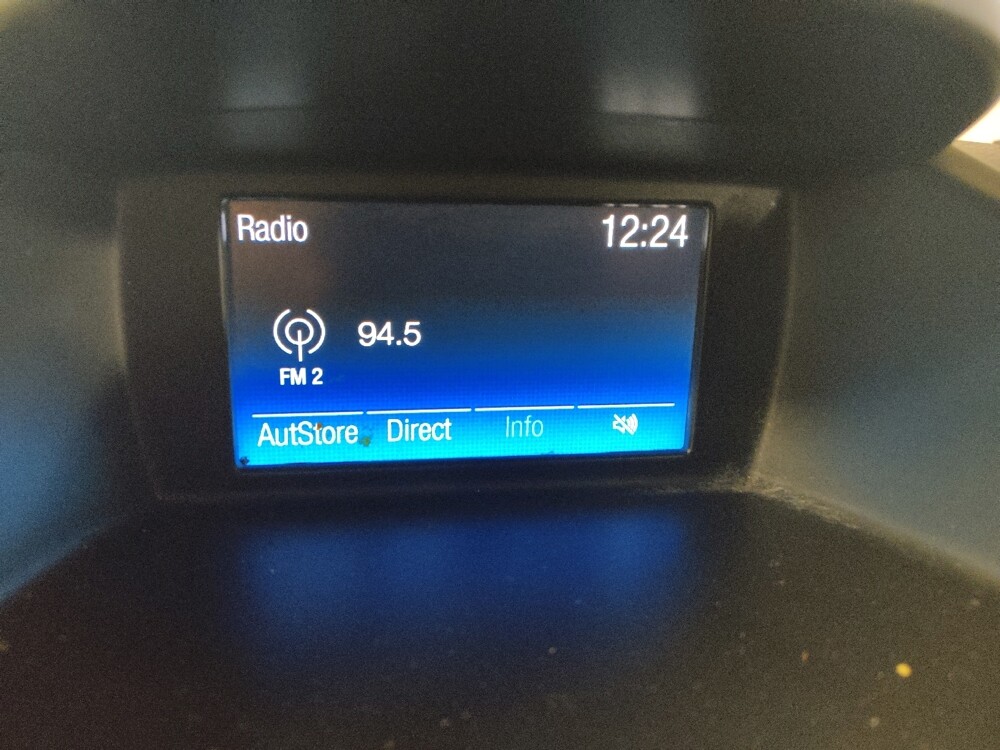 Radio 12:24
94.5
FM 2
AutStore Direct Info